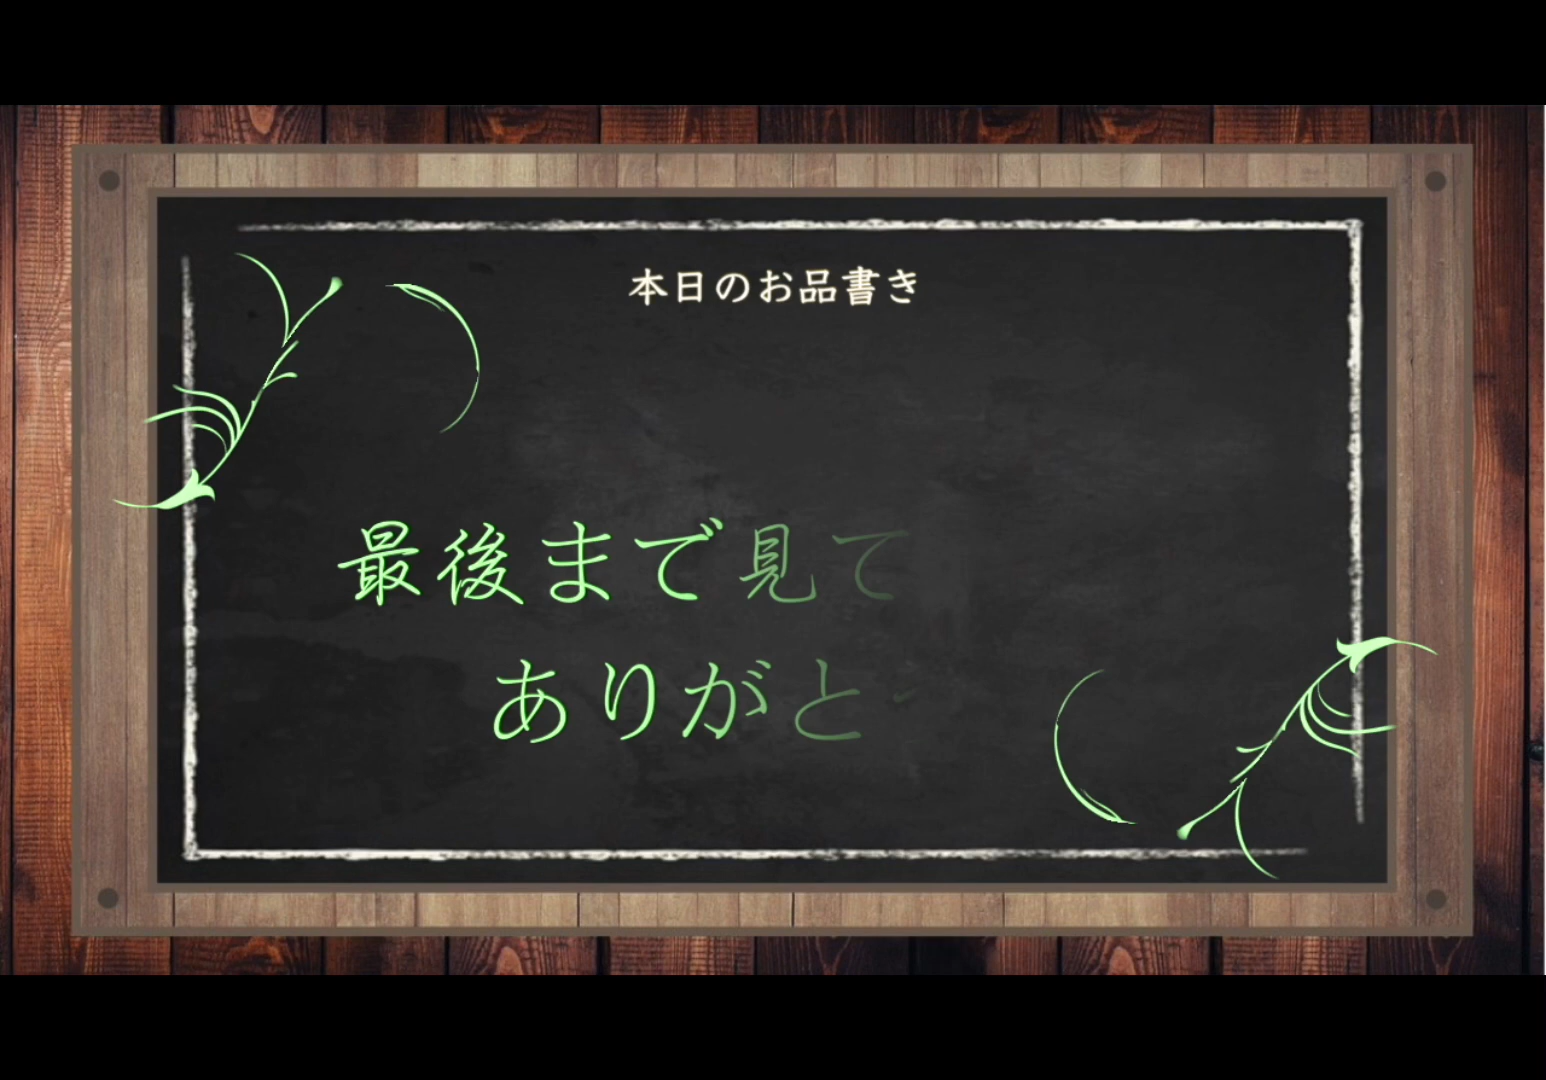 本日のお品書き
最後まで見て
ありがと